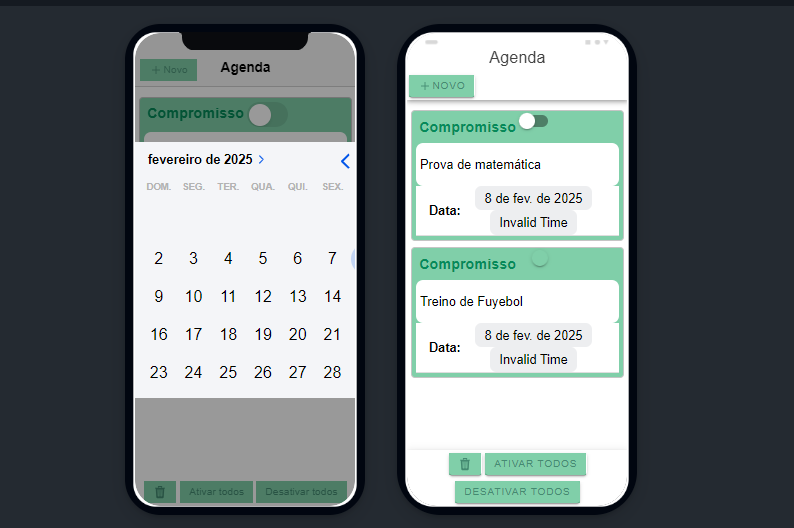 + Novo
Agenda
Compromisso
fevereiro de 2025 >
DOM. SEG. TER. QUA. QUI. SEX.
2 3 4 5 6 7
9 10 11 12 13 14
16 17 18 19 20 21
23 24 25 26 27 28
Ativar todos Desativar todos
Agenda
+ NOVO
Compromisso
Prova de matemática
Data: 8 de fev. de 2025
Invalid Time
Compromisso
Treino de Fuyebol
Data: 8 de fev. de 2025
Invalid Time
ATIVAR TODOS
DESATIVAR TODOS